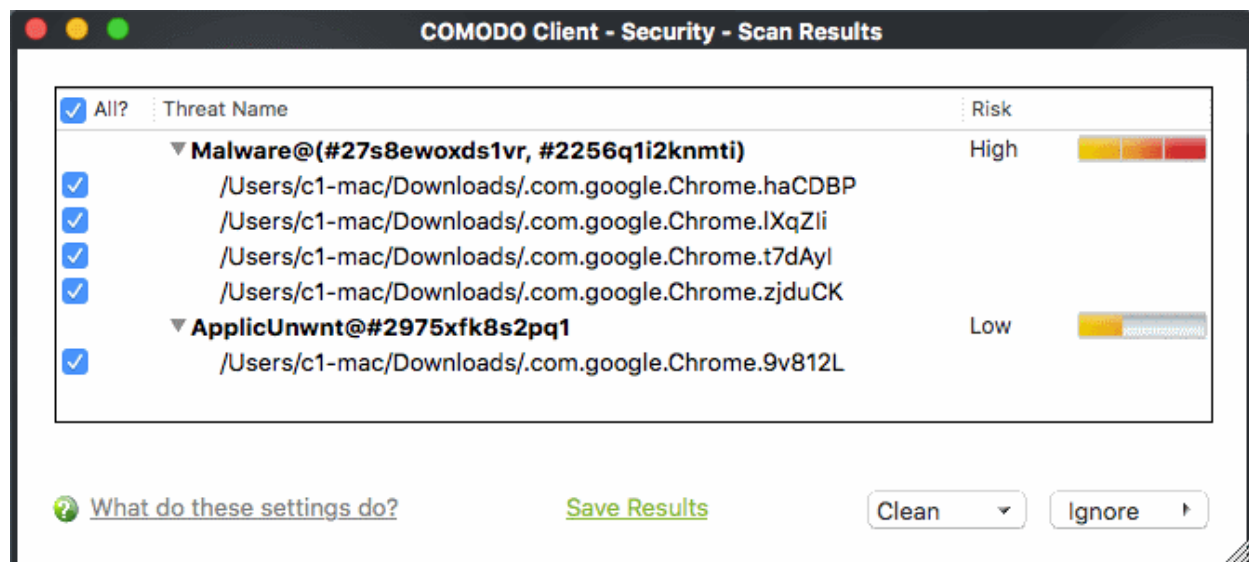 COMODO Client - Security - Scan Results
All? Threat Name Risk
Malware@(#27s8ewoxds1vr, #2256q1i2knmti) High
/Users/c1-mac/Downloads/.com.google.Chrome.haCDBP
/Users/c1-mac/Downloads/.com.google.Chrome.lXqZli
/Users/c1-mac/Downloads/.com.google.Chrome.t7dAyl
/Users/c1-mac/Downloads/.com.google.Chrome.zjduCK
ApplicUnwnt@#2975xfk8s2pq1 Low
/Users/c1-mac/Downloads/.com.google.Chrome.9v812L
What do these settings do? Save Results Clean Ignore